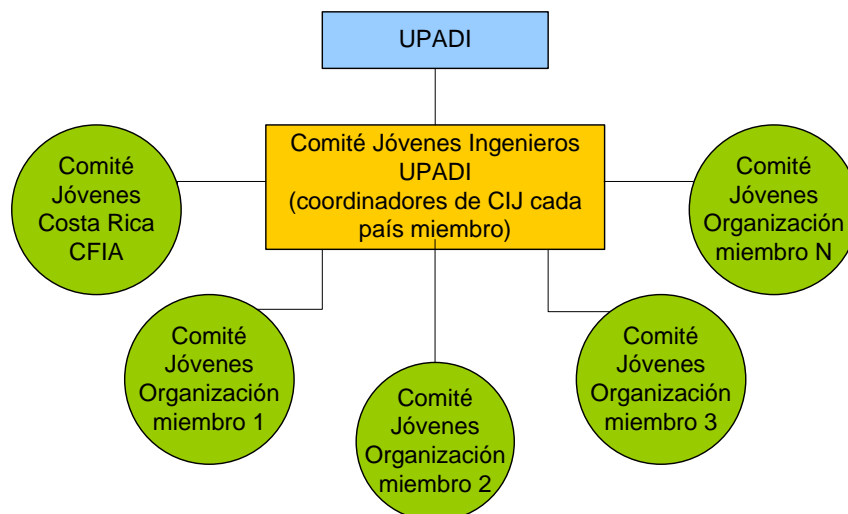 UPADI
Comité Jóvenes Ingenieros
UPADI
(coordinadores de CIJ cada
país miembro)
Comité
Jóvenes
Costa Rica
CFIA
Comité
Jóvenes
Organización
miembro N
Comité
Jóvenes
Organización
miembro 1
Comité
Jóvenes
Organización
miembro 2
Comité
Jóvenes
Organización
miembro 3